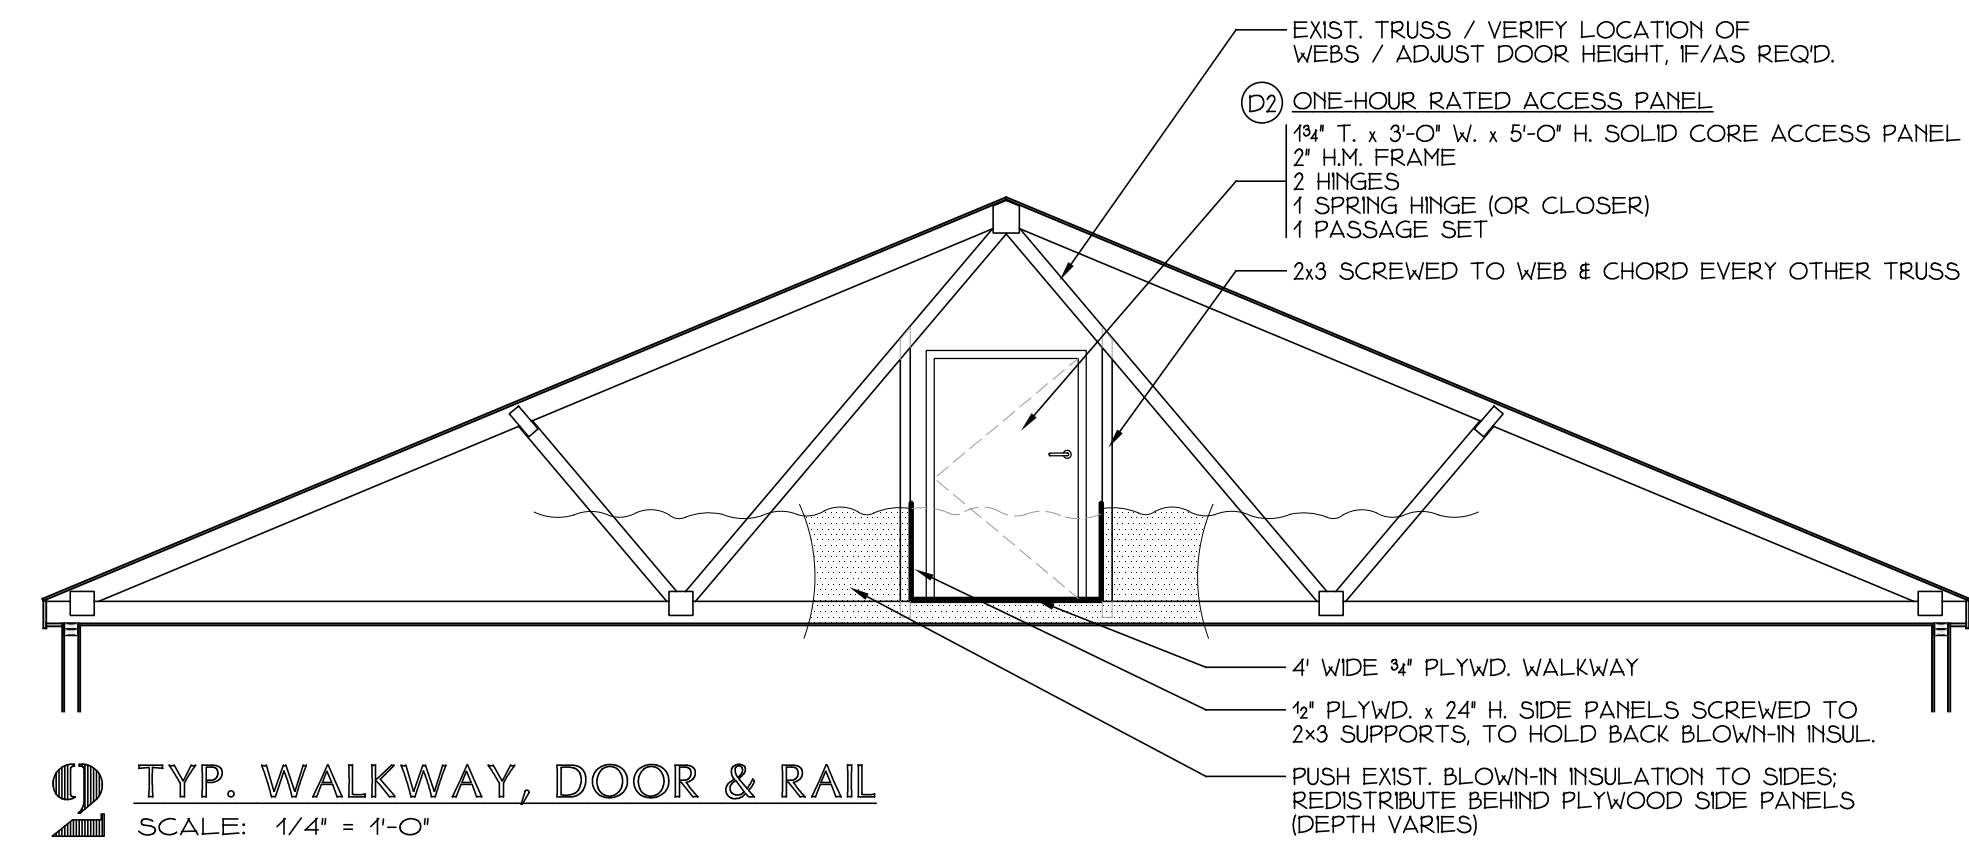 EXIST. TRUSS / VERIFY LOCATION OF
WEBS / ADJUST DOOR HEIGHT, IF/AS REQ'D.
D2 ONE-HOUR RATED ACCESS PANEL
1¾" T. x 3'-0" W. x 5'-0" H. SOLID CORE ACCESS PANEL
2" H.M. FRAME
2 HINGES
1 SPRING HINGE (OR CLOSER)
1 PASSAGE SET
2x3 SCREWED TO WEB & CHORD EVERY OTHER TRUSS
4' WIDE ¾" PLYWD. WALKWAY
½" PLYWD. x 24" H. SIDE PANELS SCREWED TO
2×3 SUPPORTS, TO HOLD BACK BLOWN-IN INSUL.
PUSH EXIST. BLOWN-IN INSULATION TO SIDES;
REDISTRIBUTE BEHIND PLYWOOD SIDE PANELS
(DEPTH VARIES)
2 TYP. WALKWAY, DOOR & RAIL
SCALE: 1/4" = 1'-0"